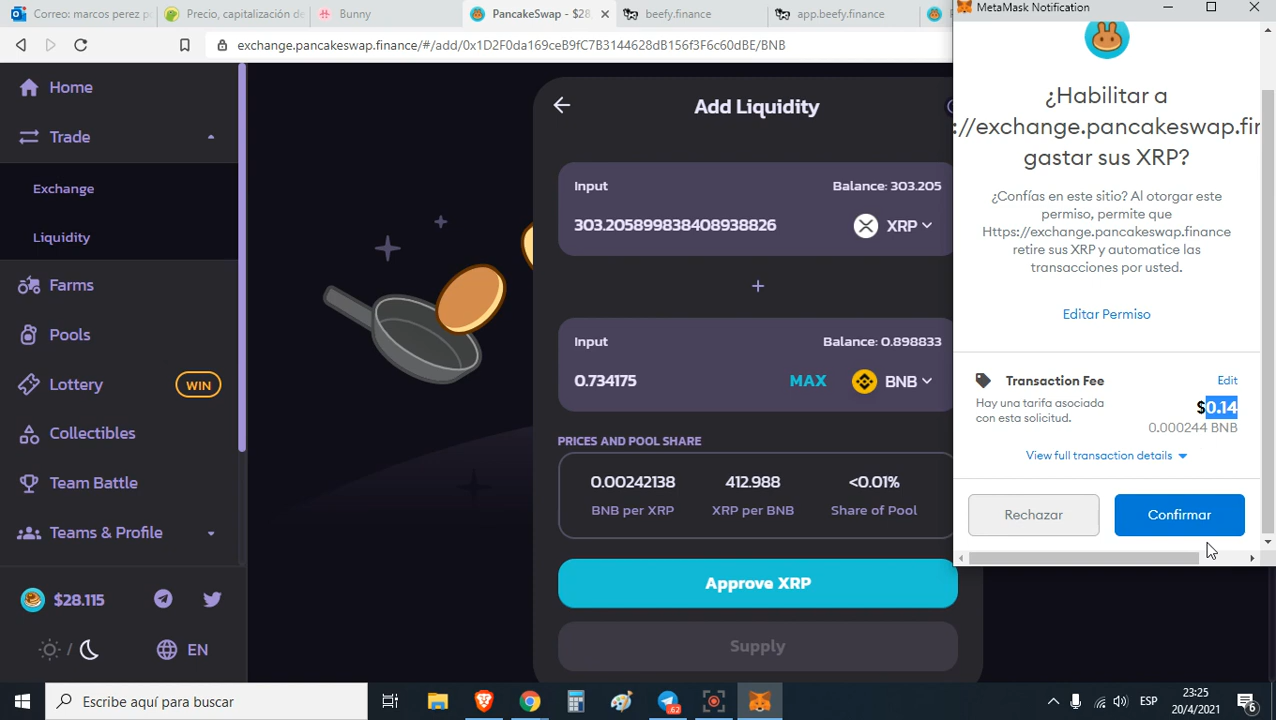 Correo: marcos perez p
Precio, capitalización d
Bunny
PancakeSwap - $28
beefy.finance
app.beefy.finance
exchange.pancakeswap.finance/#/add/0x1D2F0da169ceB9fC7B3144628dB156f3F6c60dBE/BNB
Home
Trade
Exchange
Liquidity
Farms
Pools
Lottery
WIN
Collectibles
Team Battle
Teams & Profile
$28.115
/
EN
Add Liquidity
Input
Balance: 303.205
303.205899838408938826
XRP
+
Input
Balance: 0.898833
0.734175
MAX
BNB
PRICES AND POOL SHARE
0.00242138
412.988
<0.01%
BNB per XRP
XRP per BNB
Share of Pool
Approve XRP
Supply
MetaMask Notification
¿Habilitar a
://exchange.pancakeswap.fin
gastar sus XRP?
¿Confías en este sitio? Al otorgar este
permiso, permite que
Https://exchange.pancakeswap.finance
retire sus XRP y automatice las
transacciones por usted.
Editar Permiso
Transaction Fee
Edit
Hay una tarifa asociada
con esta solicitud.
$0.14
0.000244 BNB
View full transaction details
Rechazar
Confirmar
Escribe aquí para buscar
62
ESP
23:25
20/4/2021
6